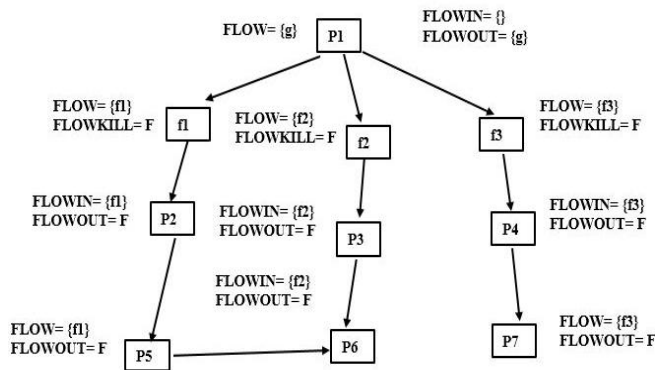 FLOW= {g}
P1
FLOWIN = {}
FLOWOUT = {g}
FLOW= {f1}
FLOWKILL= F
f1
FLOW= {f2}
FLOWKILL= F
f2
f3
FLOW= {f3}
FLOWKILL= F
FLOWIN= {f1}
FLOWOUT= F
P2
FLOWIN= {f2}
FLOWOUT= F
P3
P4
FLOWIN= {f3}
FLOWOUT= F
FLOWIN= {f2}
FLOWOUT= F
FLOW= {f1}
FLOWOUT= F
P5
P6
P7
FLOW= {f3}
FLOWOUT= F